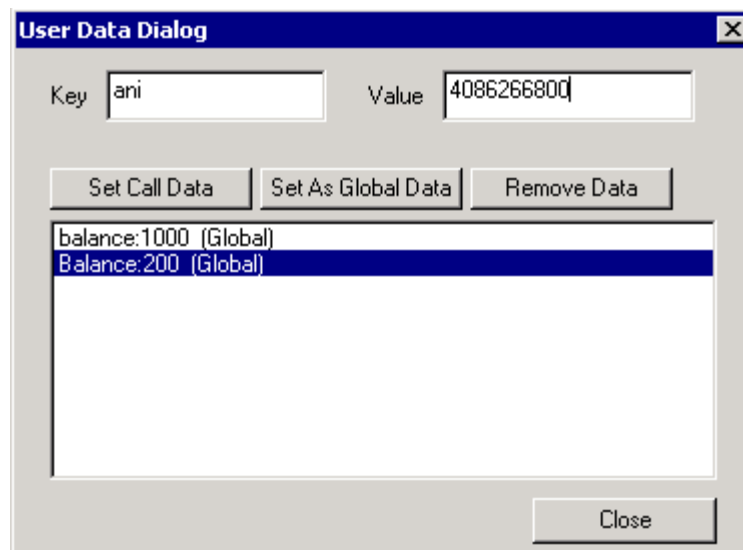 User Data Dialog
Key ani Value 4086266800
Set Call Data Set As Global Data Remove Data
balance:1000 (Global)
Balance:200 (Global)
Close